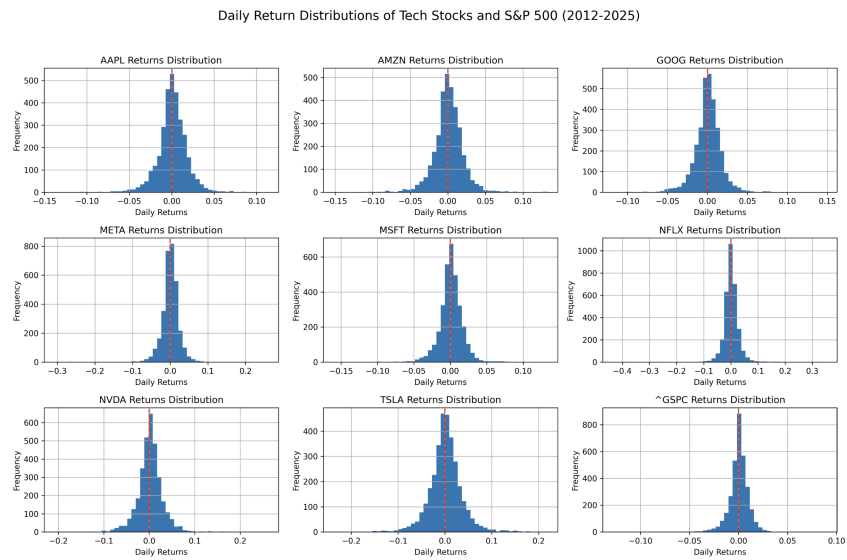 Daily Return Distributions of Tech Stocks and S&P 500 (2012-2025)
AAPL Returns Distribution
Frequency
500
400
300
200
100
0
−0.15 −0.10 −0.05 0.00 0.05 0.10
Daily Returns
AMZN Returns Distribution
Frequency
500
400
300
200
100
0
−0.15 −0.10 −0.05 0.00 0.05 0.10
Daily Returns
GOOG Returns Distribution
Frequency
500
400
300
200
100
0
−0.10 −0.05 0.00 0.05 0.10 0.15
Daily Returns
META Returns Distribution
Frequency
800
600
400
200
0
−0.3 −0.2 −0.1 0.0 0.1 0.2
Daily Returns
MSFT Returns Distribution
Frequency
600
400
200
0
−0.15 −0.10 −0.05 0.00 0.05 0.10
Daily Returns
NFLX Returns Distribution
Frequency
1000
800
600
400
200
0
−0.4 −0.3 −0.2 −0.1 0.0 0.1 0.2 0.3
Daily Returns
NVDA Returns Distribution
Frequency
600
500
400
300
200
100
0
−0.2 −0.1 0.0 0.1 0.2
Daily Returns
TSLA Returns Distribution
Frequency
400
300
200
100
0
−0.2 −0.1 0.0 0.1 0.2
Daily Returns
^GSPC Returns Distribution
Frequency
800
600
400
200
0
−0.10 −0.05 0.00 0.05 0.10
Daily Returns